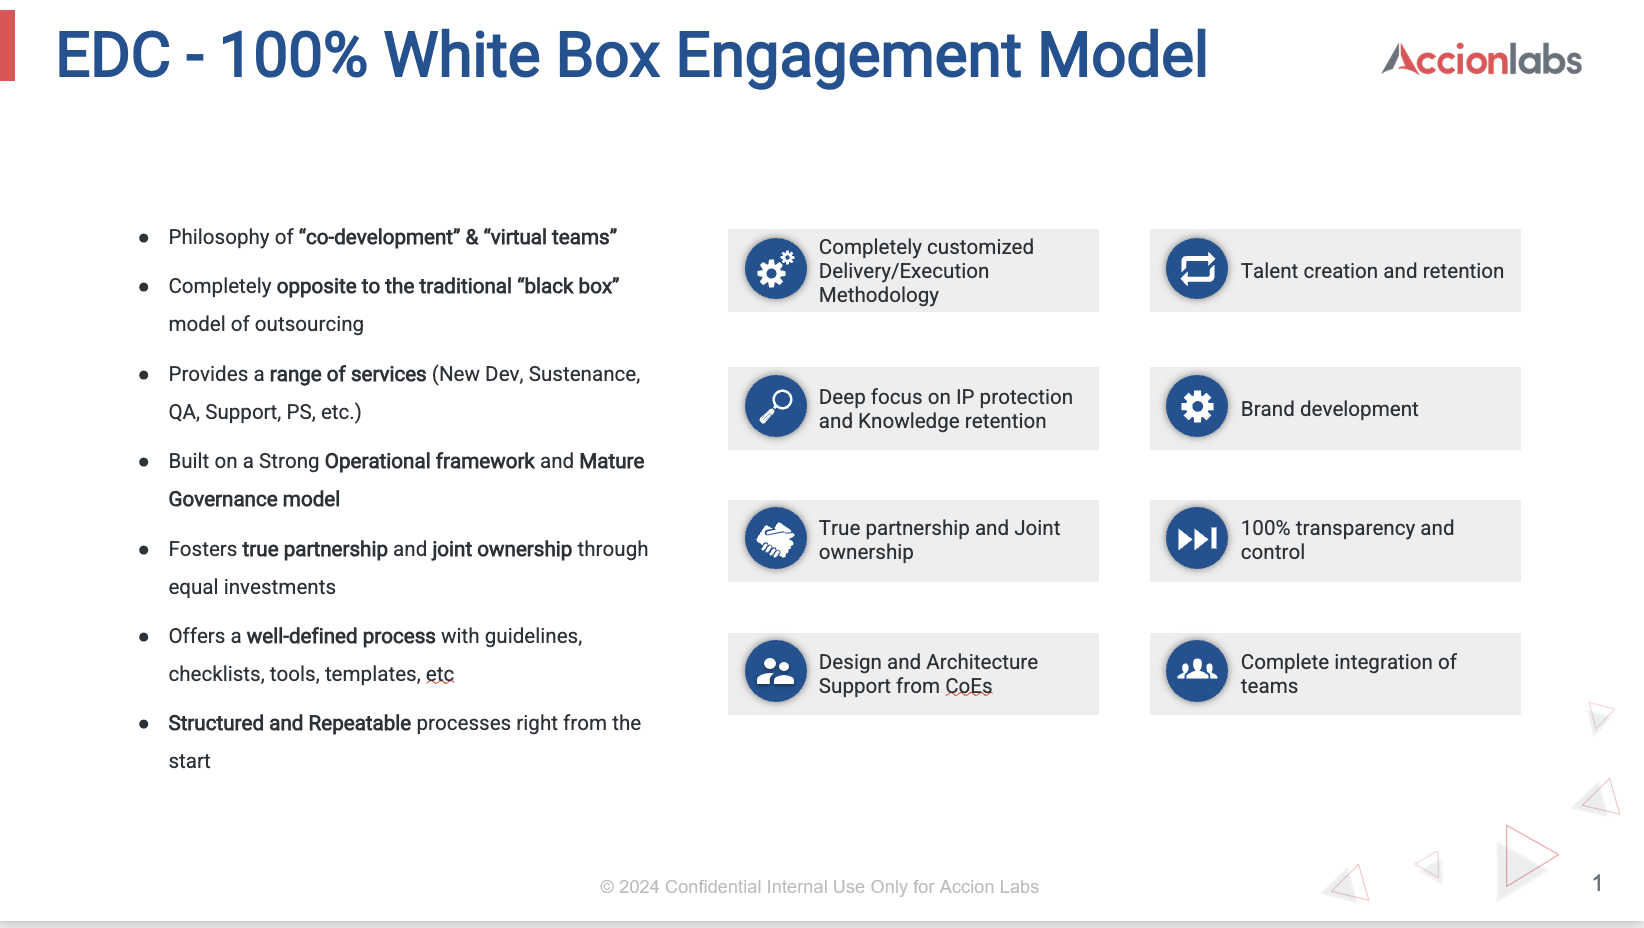 EDC - 100% White Box Engagement Model
Accionlabs
● Philosophy of “co-development” & “virtual teams”
● Completely opposite to the traditional “black box”
model of outsourcing
● Provides a range of services (New Dev, Sustenance,
QA, Support, PS, etc.)
● Built on a Strong Operational framework and Mature
Governance model
● Fosters true partnership and joint ownership through
equal investments
● Offers a well-defined process with guidelines,
checklists, tools, templates, etc
● Structured and Repeatable processes right from the
start
Completely customized
Delivery/Execution
Methodology
Talent creation and retention
Deep focus on IP protection
and Knowledge retention
Brand development
True partnership and Joint
ownership
100% transparency and
control
Design and Architecture
Support from CoEs
Complete integration of
teams
© 2024 Confidential Internal Use Only for Accion Labs
1